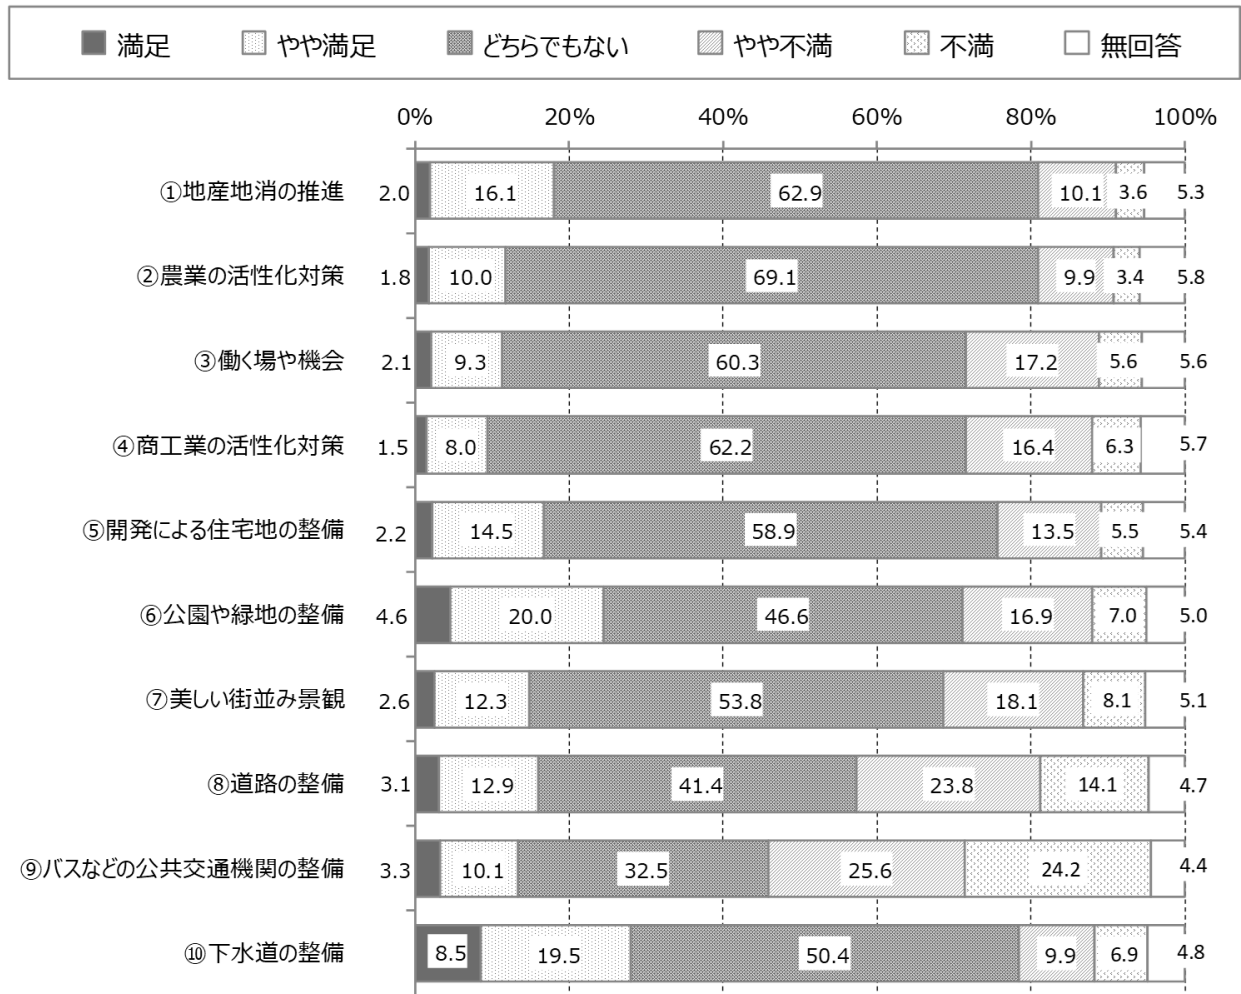 満足 やや満足 どちらでもない やや不満 不満 無回答
0% 20% 40% 60% 80% 100%
①地産地消の推進 2.0 16.1 62.9 10.1 3.6 5.3
②農業の活性化対策 1.8 10.0 69.1 9.9 3.4 5.8
③働く場や機会 2.1 9.3 60.3 17.2 5.6 5.6
④商工業の活性化対策 1.5 8.0 62.2 16.4 6.3 5.7
⑤開発による住宅地の整備 2.2 14.5 58.9 13.5 5.5 5.4
⑥公園や緑地の整備 4.6 20.0 46.6 16.9 7.0 5.0
⑦美しい街並み景観 2.6 12.3 53.8 18.1 8.1 5.1
⑧道路の整備 3.1 12.9 41.4 23.8 14.1 4.7
⑨バスなどの公共交通機関の整備 3.3 10.1 32.5 25.6 24.2 4.4
⑩下水道の整備 8.5 19.5 50.4 9.9 6.9 4.8